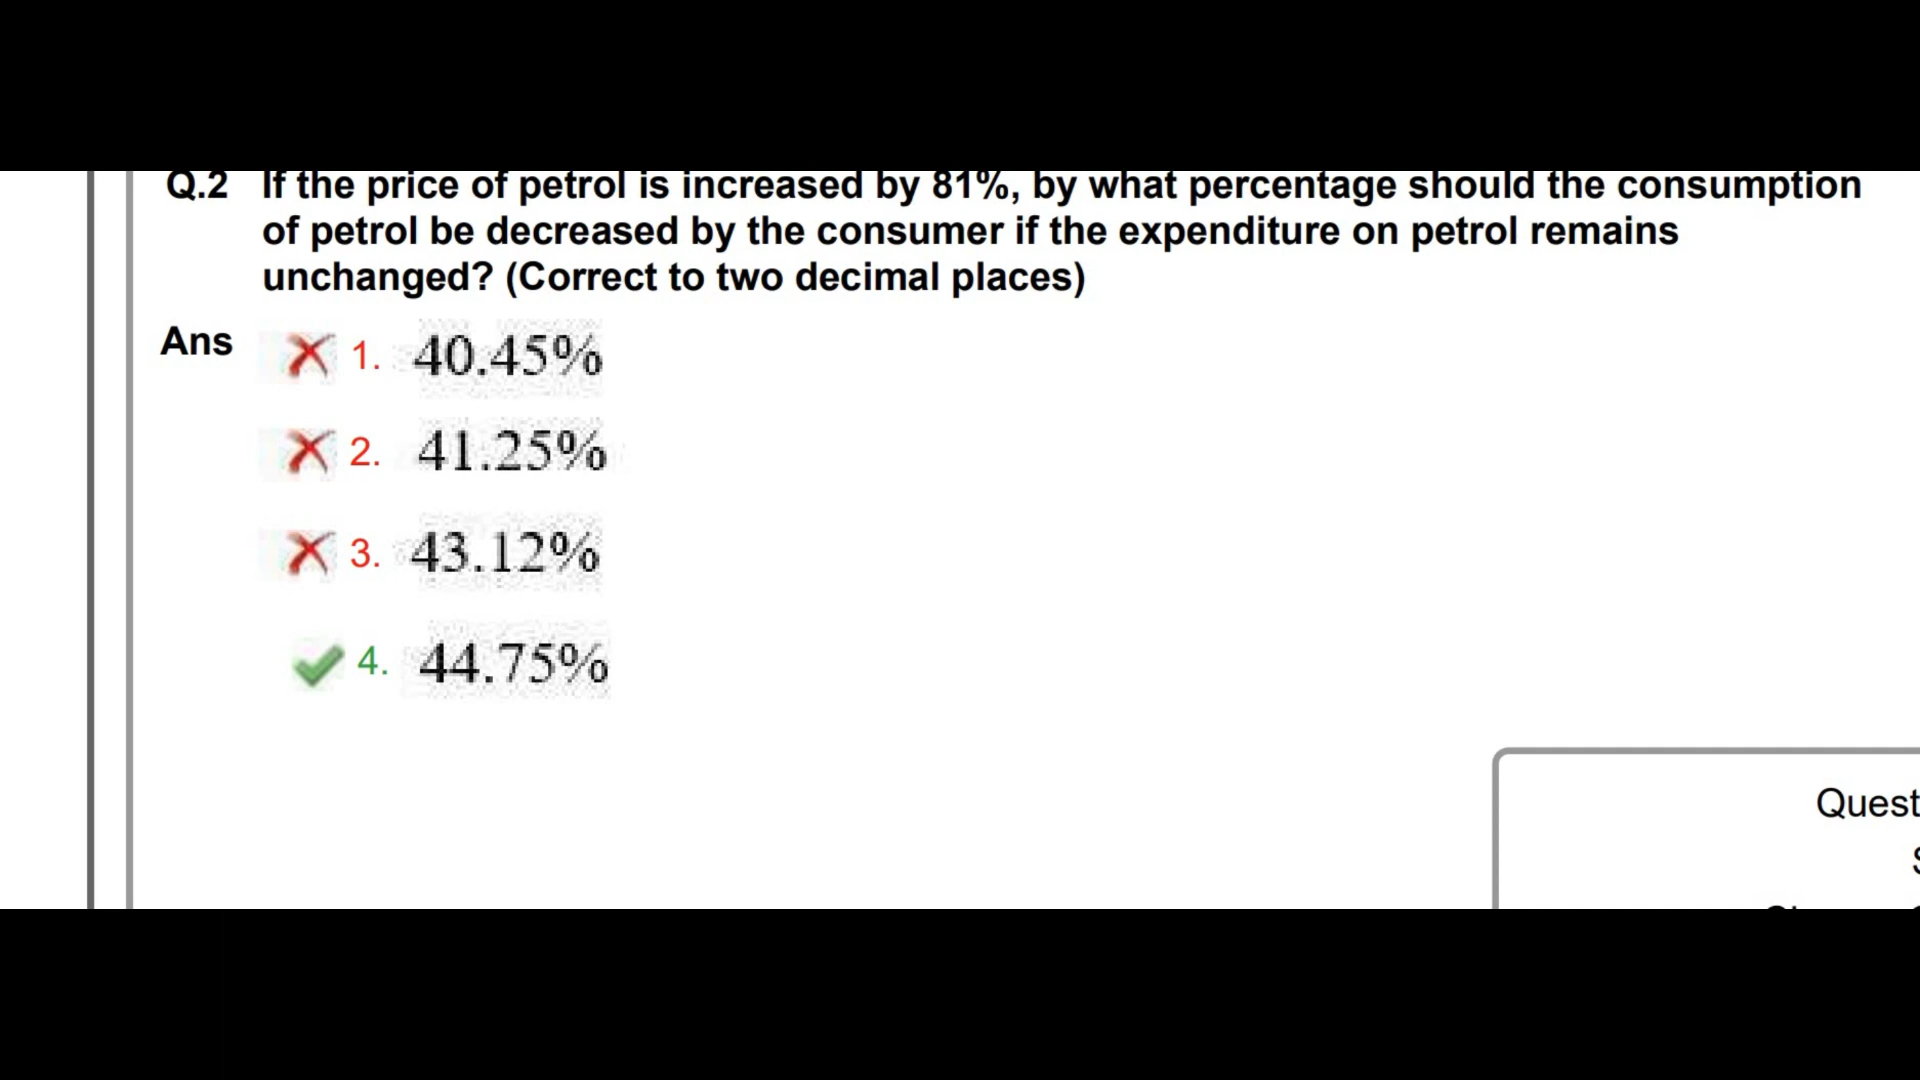 Q.2 If the price of petrol is increased by 81%, by what percentage should the consumption
of petrol be decreased by the consumer if the expenditure on petrol remains
unchanged? (Correct to two decimal places)
Ans 1. 40.45%
2. 41.25%
3. 43.12%
4. 44.75%
Quest